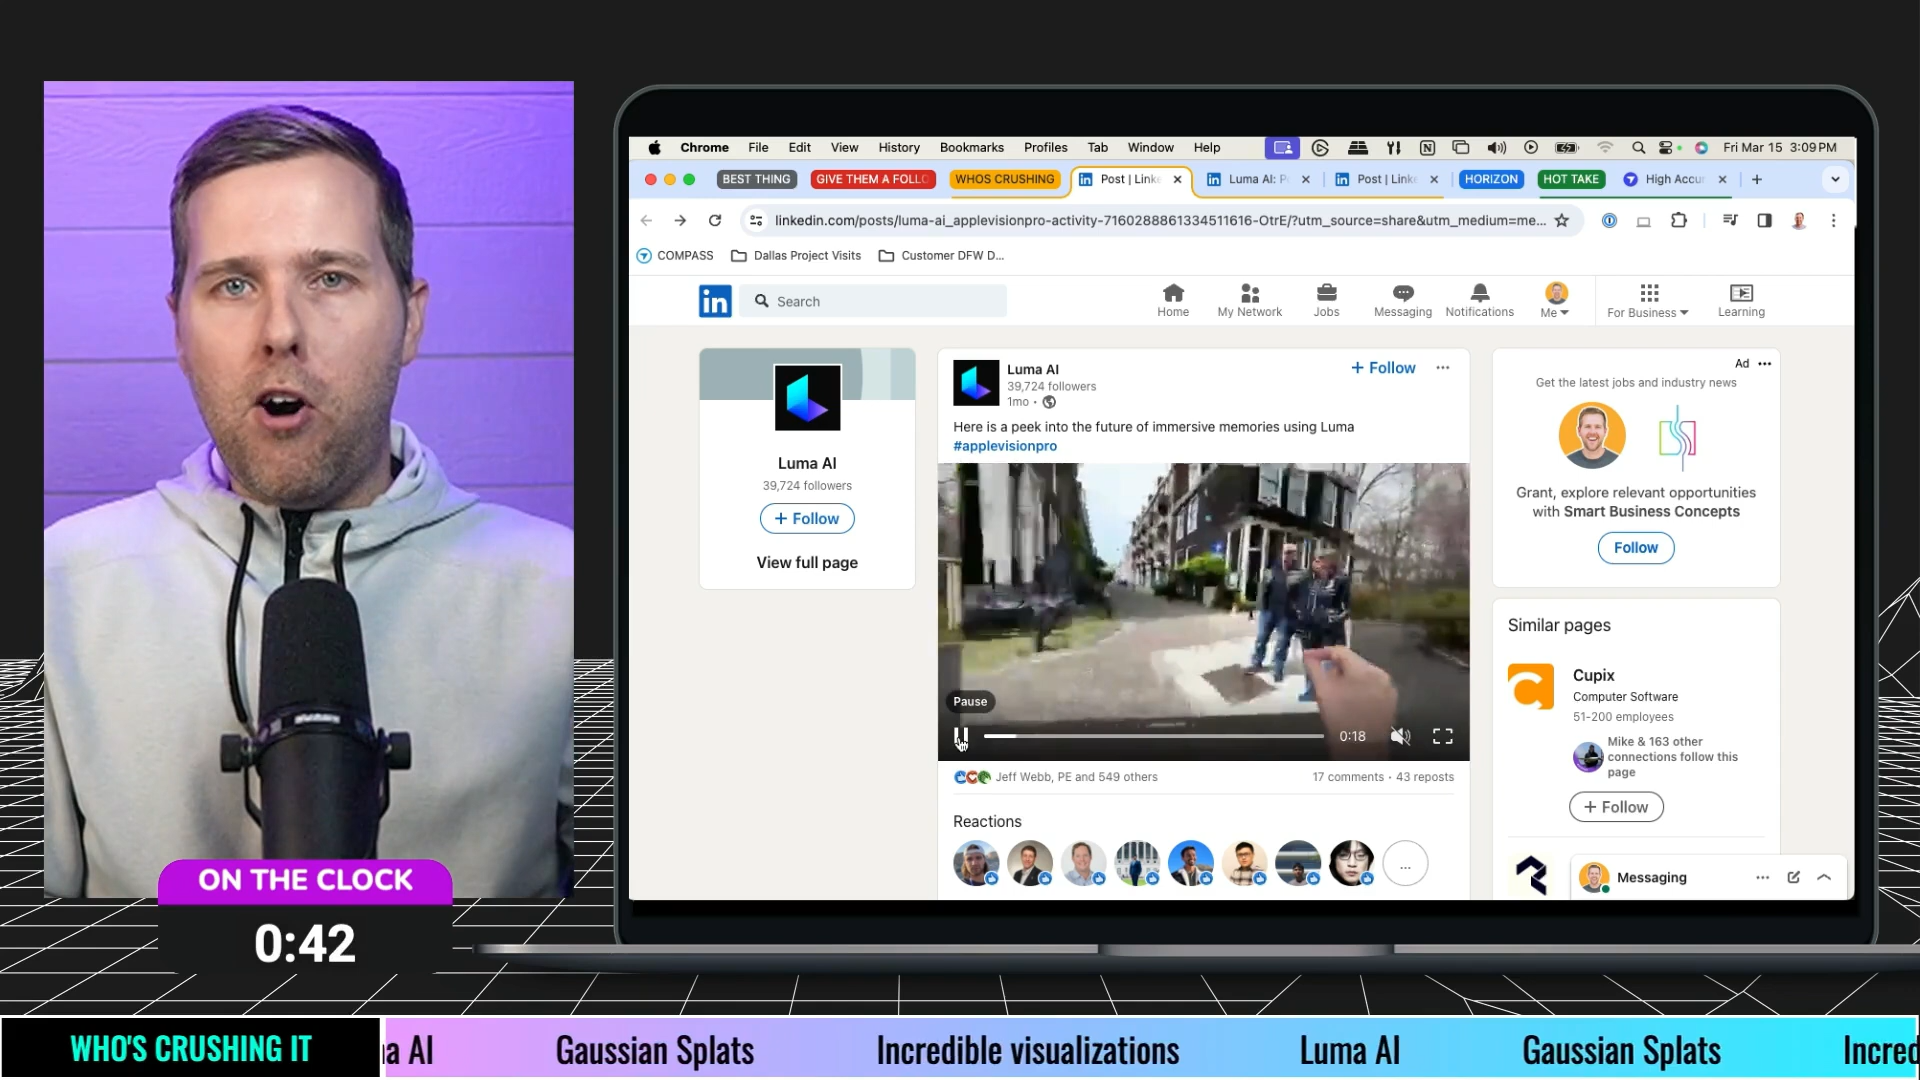 Chrome File Edit View History Bookmarks Profiles Tab Window Help Fri Mar 15 3:09 PM
BEST THING GIVE THEM A FOLLO WHOS CRUSHING Post | Linke Luma AI: P Post | Linke HORIZON HOT TAKE High Accu
linkedin.com/posts/luma-ai_applevisionpro-activity-7160288861334511616-OtrE/?utm_source=share&utm_medium=me...
COMPASS Dallas Project Visits Customer DFW D...
in Search Home My Network Jobs Messaging Notifications Me For Business Learning
Luma AI
39,724 followers
+ Follow
View full page
Luma AI
39,724 followers
1mo •
+ Follow
Here is a peek into the future of immersive memories using Luma
#applevisionpro
Pause
0:18
Jeff Webb, PE and 549 others 17 comments • 43 reposts
Reactions
...
Ad
Get the latest jobs and industry news
Grant, explore relevant opportunities
with Smart Business Concepts
Follow
Similar pages
Cupix
Computer Software
51-200 employees
Mike & 163 other
connections follow this
page
+ Follow
Messaging
ON THE CLOCK
0:42
WHO'S CRUSHING IT
a AI Gaussian Splats Incredible visualizations Luma AI Gaussian Splats Incred